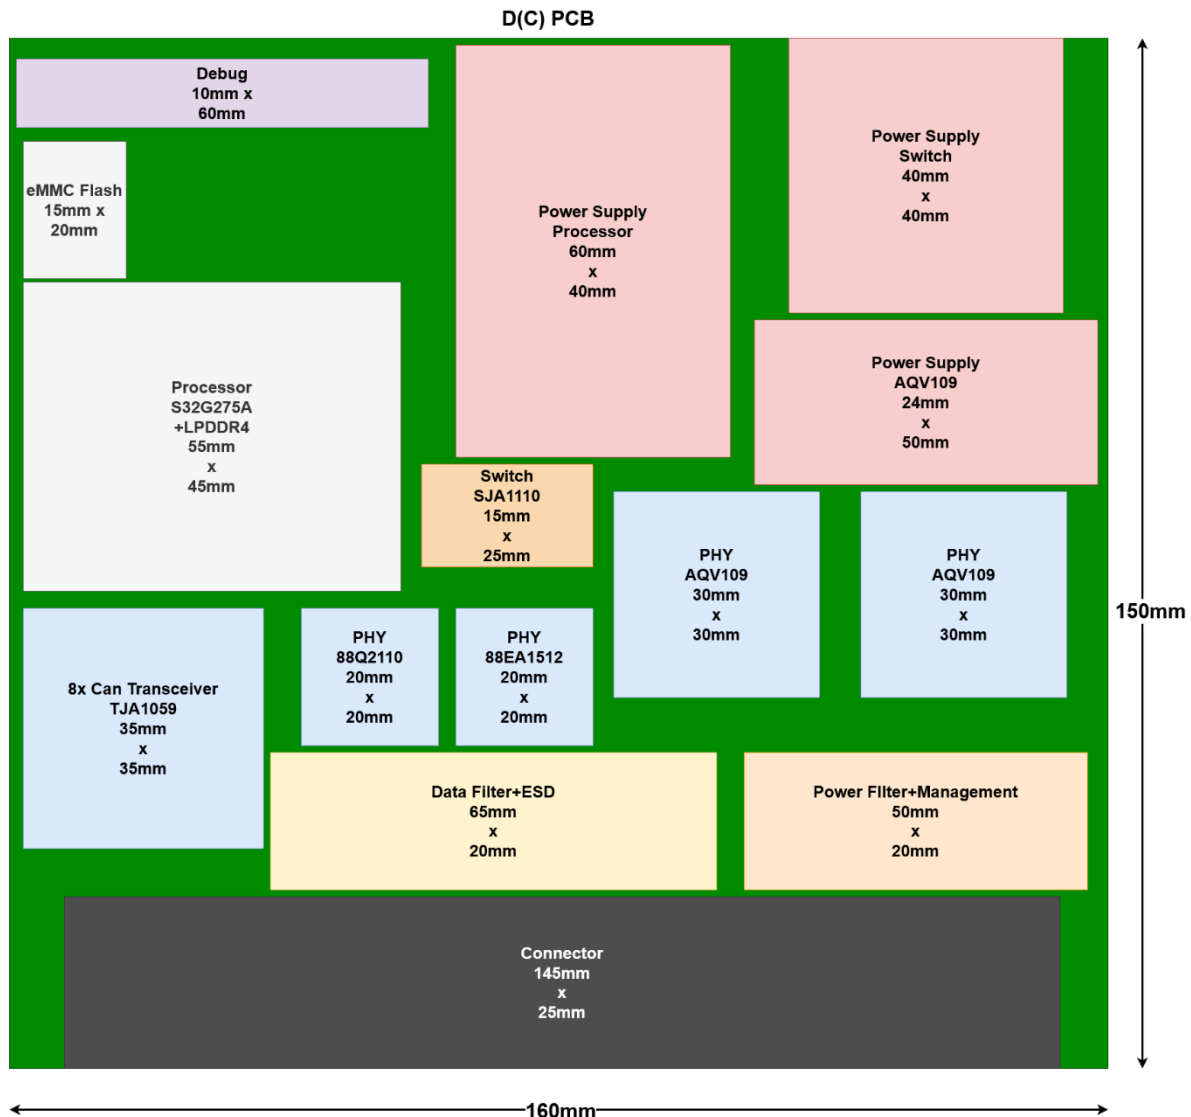 D(C) PCB
Debug
10mm x
60mm
eMMC Flash
15mm x
20mm
Power Supply
Processor
60mm
x
40mm
Power Supply
Switch
40mm
x
40mm
Power Supply
AQV109
24mm
x
50mm
Processor
S32G275A
+LPDDR4
55mm
x
45mm
Switch
SJA1110
15mm
x
25mm
PHY
AQV109
30mm
x
30mm
PHY
AQV109
30mm
x
30mm
150mm
8x Can Transceiver
TJA1059
35mm
x
35mm
PHY
88Q2110
20mm
x
20mm
PHY
88EA1512
20mm
x
20mm
Data Filter+ESD
65mm
x
20mm
Power FIlter+Management
50mm
x
20mm
Connector
145mm
x
25mm
160mm